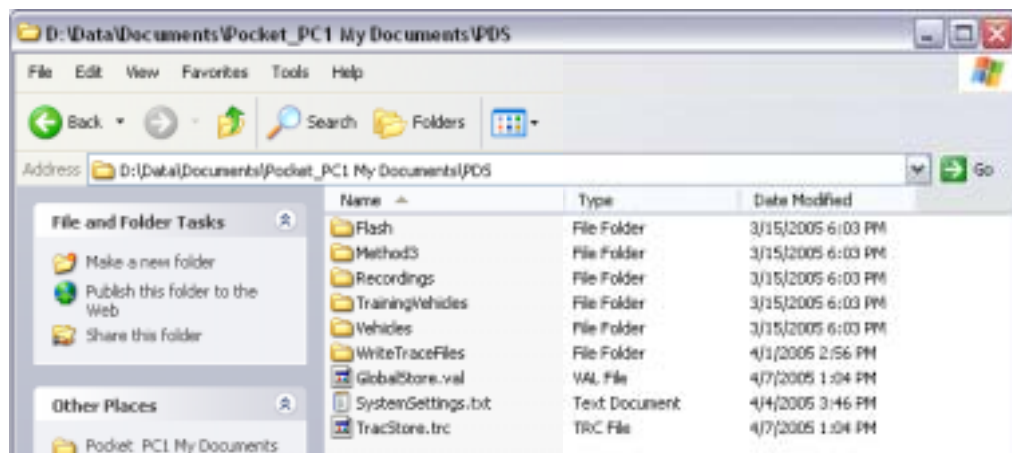 D:\Data\Documents\Pocket_PC1 My Documents\PDS
File Edit View Favorites Tools Help
Back Search Folders
Address D:\Data\Documents\Pocket_PC1 My Documents\PDS Go
Name Type Date Modified
File and Folder Tasks
Make a new folder
Publish this folder to the
Web
Share this folder
Other Places
Pocket_PC1 My Documents
Flash File Folder 3/15/2005 6:03 PM
Method3 File Folder 3/15/2005 6:03 PM
Recordings File Folder 3/15/2005 6:03 PM
TrainingVehicles File Folder 3/15/2005 6:03 PM
Vehicles File Folder 3/15/2005 6:03 PM
WriteTraceFiles File Folder 4/1/2005 2:56 PM
GlobalStore.val VAL File 4/7/2005 1:04 PM
SystemSettings.txt Text Document 4/4/2005 3:46 PM
TracStore.trc TRC File 4/7/2005 1:04 PM